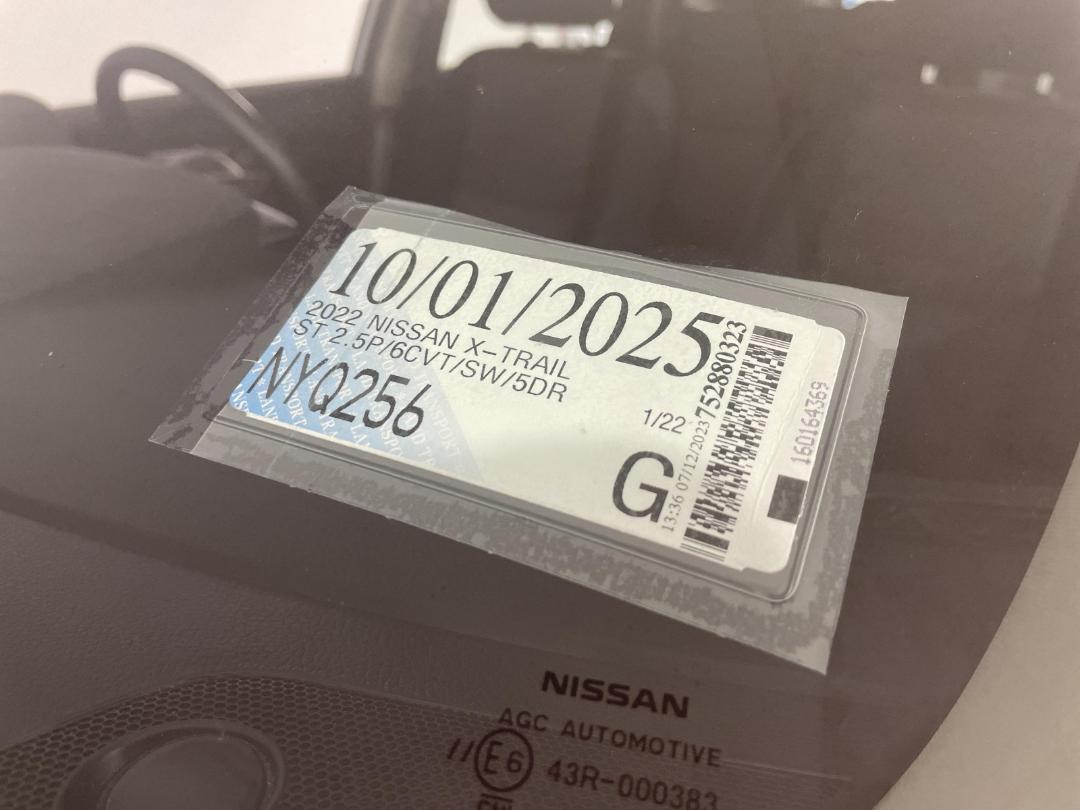 10/01/2025
2022 NISSAN X-TRAIL
ST 2.5P/6CVT/SW/5DR
NYQ256
1/22
G
13:36 07/12/2023
752880323
160164369
NISSAN
AGC AUTOMOTIVE
//
E6 43R-000383